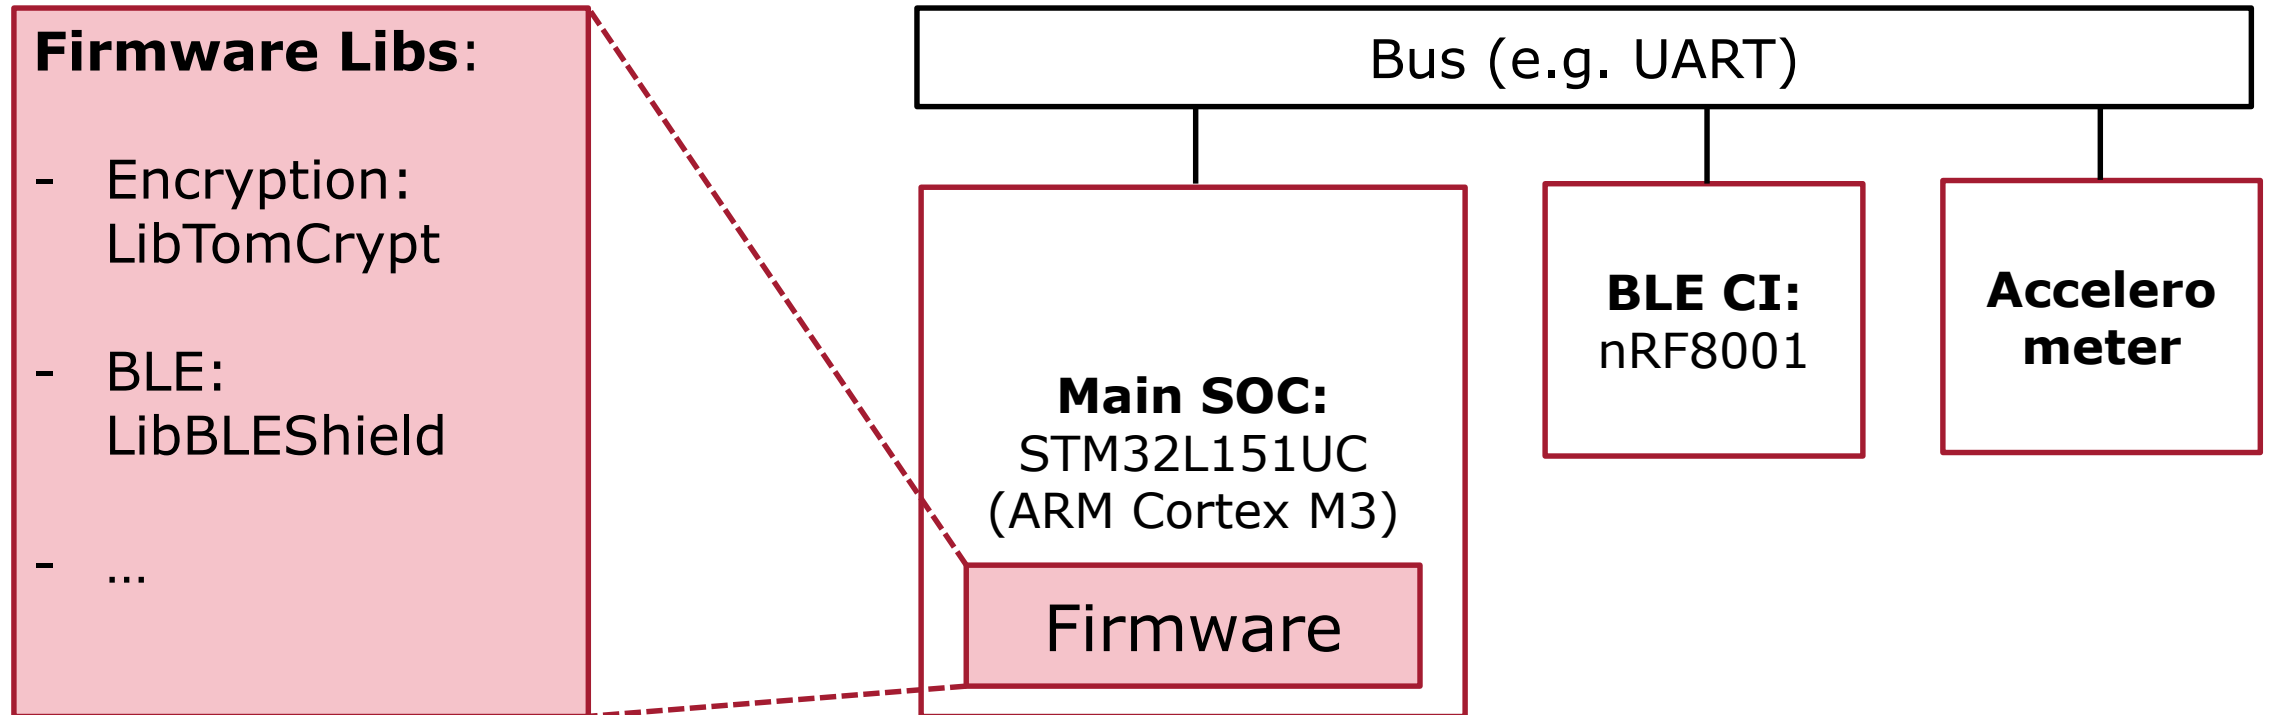 Firmware Libs:
- Encryption:
LibTomCrypt
- BLE:
LibBLEShield
- ...
Bus (e.g. UART)
Main SOC:
STM32L151UC
(ARM Cortex M3)
Firmware
BLE CI:
nRF8001
Accelero
meter